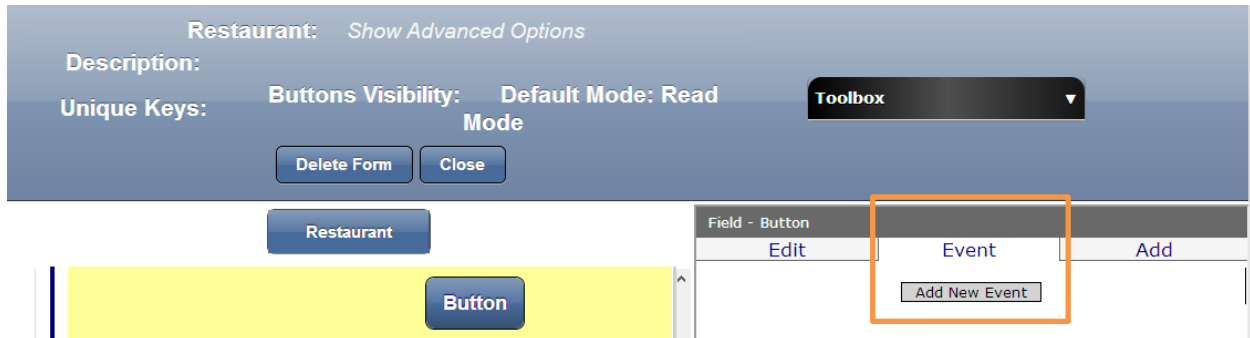 Restaurant: Show Advanced Options
Description:
Unique Keys:
Buttons Visibility: Default Mode: Read
Mode
Toolbox
Delete Form Close
Restaurant
Field - Button
Edit Event Add
Add New Event
Button